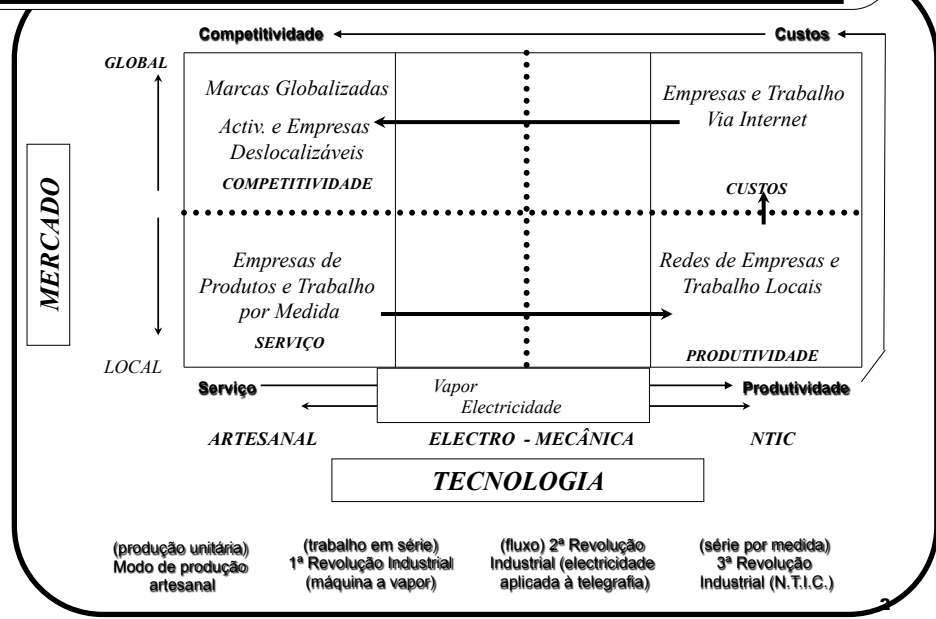 Competitividade
Custos
GLOBAL
Marcas Globalizadas
Activ. e Empresas
Deslocalizáveis
COMPETITIVIDADE
Empresas e Trabalho
Via Internet
CUSTOS
MERCADO
Empresas de
Produtos e Trabalho
por Medida
SERVIÇO
Redes de Empresas e
Trabalho Locais
PRODUTIVIDADE
LOCAL
Serviço
Vapor
Electricidade
Produtividade
ARTESANAL
ELECTRO - MECÂNICA
NTIC
TECNOLOGIA
(produção unitária)
Modo de produção
artesanal
(trabalho em série)
1ª Revolução Industrial
(máquina a vapor)
(fluxo) 2ª Revolução
Industrial (electricidade
aplicada à telegrafia)
(série por medida)
3ª Revolução
Industrial (N.T.I.C.)